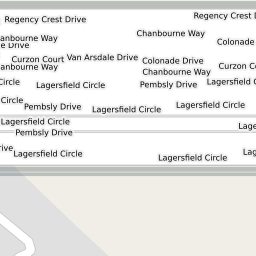 Regency Crest Drive
Regency Crest D
Chanbourne Way
anbourne Way
Colonade
e Drive
Curzon Court
Van Arsdale Drive
Colonade Drive
Curzon Co
anbourne Way
Chanbourne Way
Circle
Lagersfield Circle
Pembsly Drive
Lagersfield C
Circle
Pembsly Drive
Lagersfield Circle
Lagersfield Circle
Lagersfield Circle
Lage
Pembsly Drive
rive
Lagersfield Circle
Lagersfield Circle
Lag